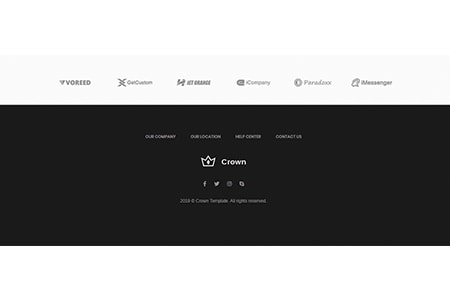 VOREED GetCustom JET ORANGE iCompany Paradoxx iMessenger
OUR COMPANY OUR LOCATION HELP CENTER CONTACT US
Crown
2018 © Crown Template. All rights reserved.